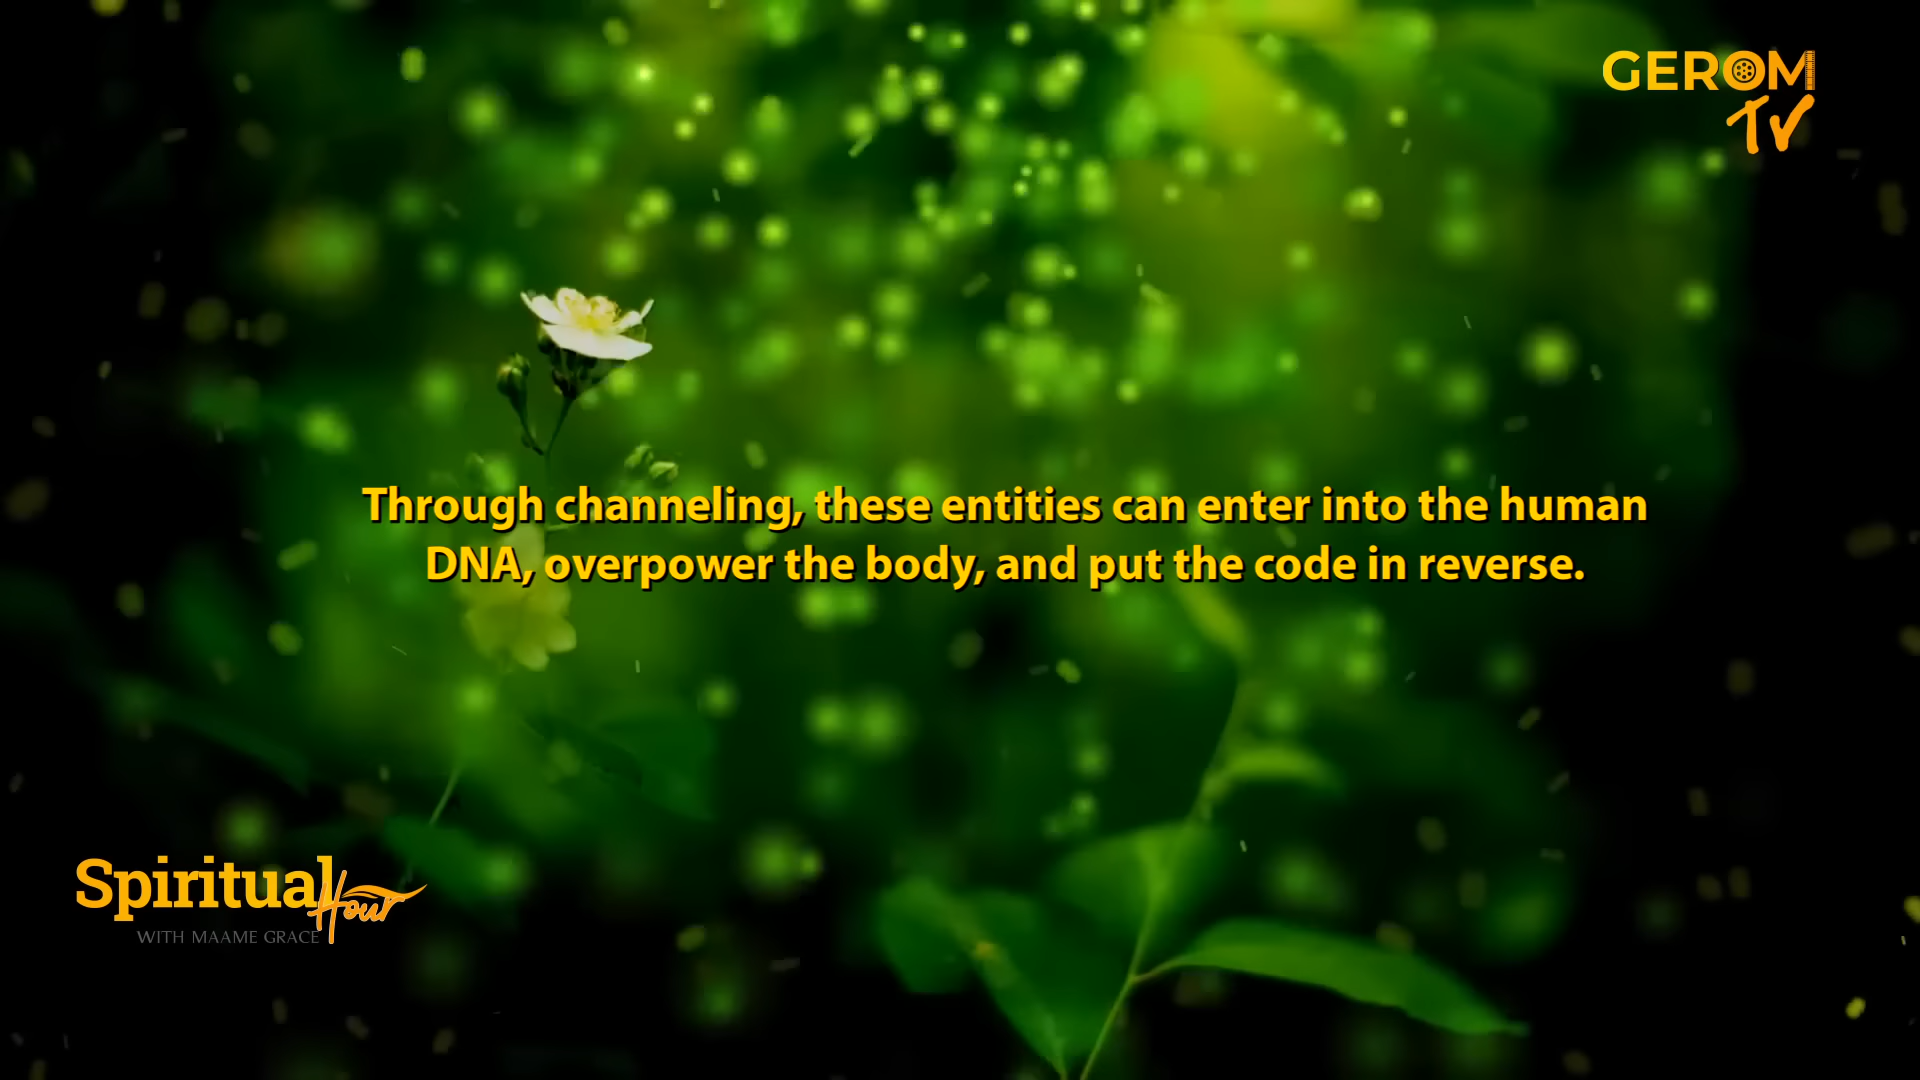 GEROM
TV
Through channeling, these entities can enter into the human
DNA, overpower the body, and put the code in reverse.
Spiritual
Hour
WITH MAAME GRACE